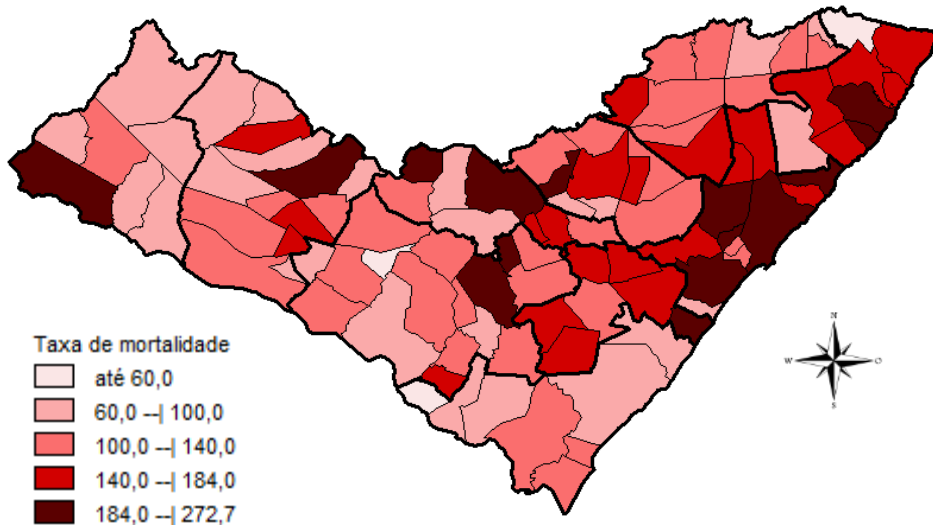 Taxa de mortalidade
até 60,0
60,0 --| 100,0
100,0 --| 140,0
140,0 --| 184,0
184,0 --| 272,7
N
W
O
S